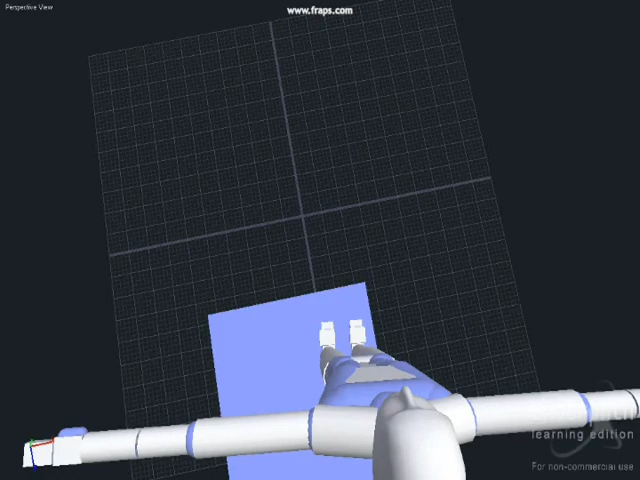 Perspective View
www.fraps.com
learning edition
For non-commercial use